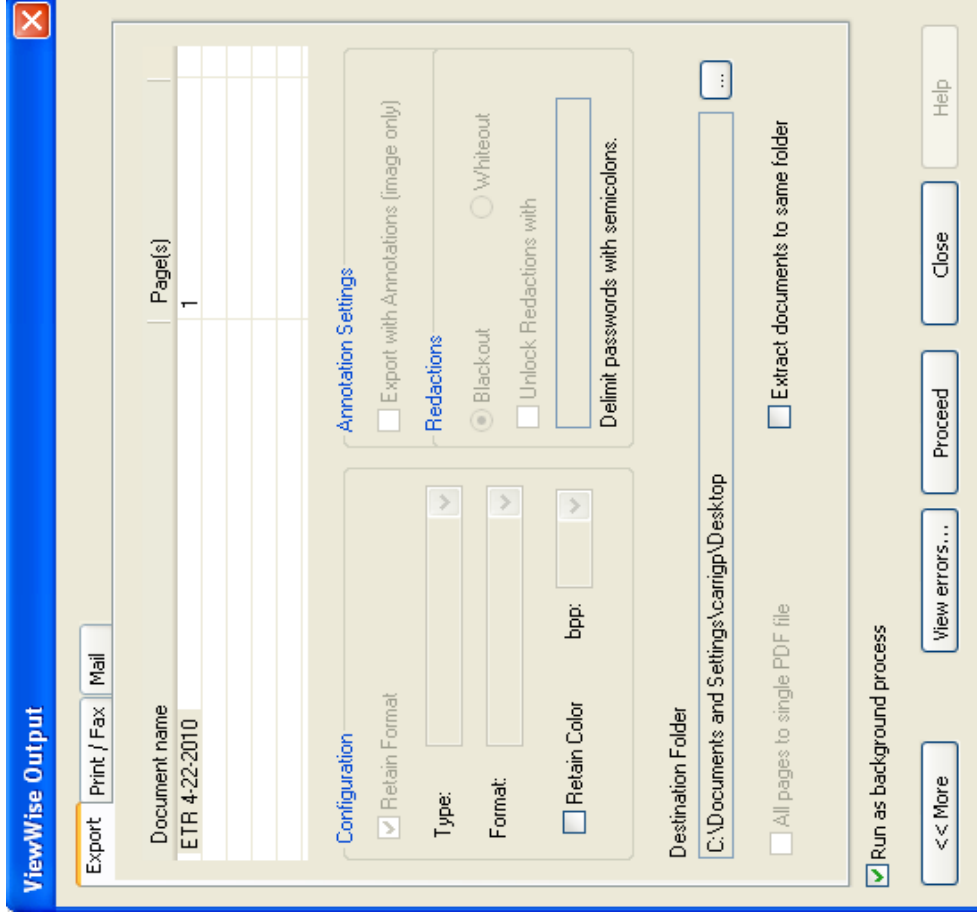 ViewWise Output
Export Print / Fax Mail
Document name Page(s)
ETR 4-22-2010 1
Configuration
Retain Format
Type:
Format:
Retain Color bpp:
Annotation Settings
Export with Annotations (image only)
Redactions
Blackout Whiteout
Unlock Redactions with
Delimit passwords with semicolons.
Destination Folder
C:\Documents and Settings\carrigp\Desktop ...
All pages to single PDF file Extract documents to same folder
Run as background process
<< More View errors... Proceed Close Help